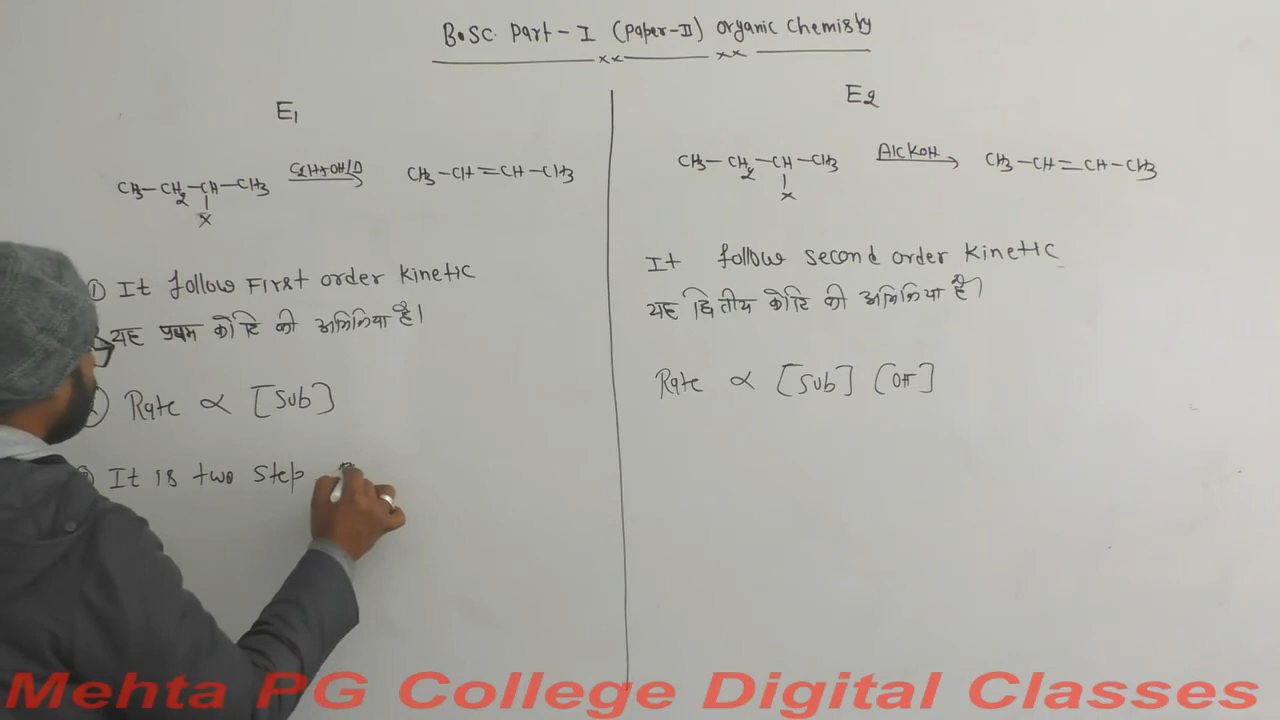 B.Sc. Part-I (Paper-II) Organic Chemistry
E1
CH3-CH2-CH-CH3 C2H5OH/Δ CH3-CH=CH-CH3
X
① It follow First order kinetic
यह प्रथम कोटि की अभिक्रिया है।
Rate ∝ [Sub]
It is two step
E2
CH3-CH2-CH-CH3 Alc KOH CH3-CH=CH-CH3
X
It follow second order kinetic
यह द्वितीय कोटि की अभिक्रिया है।
Rate ∝ [Sub] [OH]
Mehta PG College Digital Classes